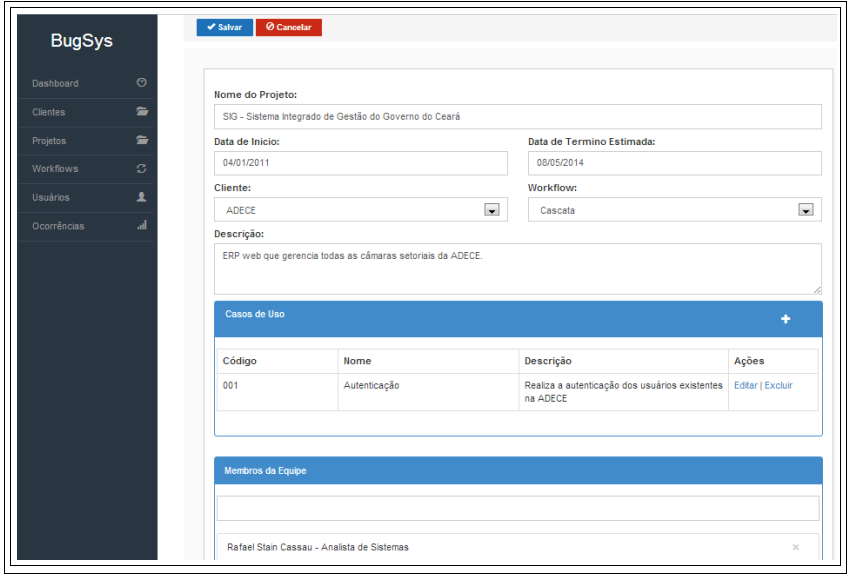 BugSys
Dashboard
Clientes
Projetos
Workflows
Usuários
Ocorrências
Salvar
Cancelar
Nome do Projeto:
SIG - Sistema Integrado de Gestão do Governo do Ceará
Data de Inicio:
Data de Termino Estimada:
04/01/2011
08/05/2014
Cliente:
Workflow:
ADECE
Cascata
Descrição:
ERP web que gerencia todas as câmaras setoriais da ADECE.
Casos de Uso
Código Nome Descrição Ações
001 Autenticação Realiza a autenticação dos usuários existentes Editar | Excluir
na ADECE
Membros da Equipe
Rafael Stain Cassau - Analista de Sistemas